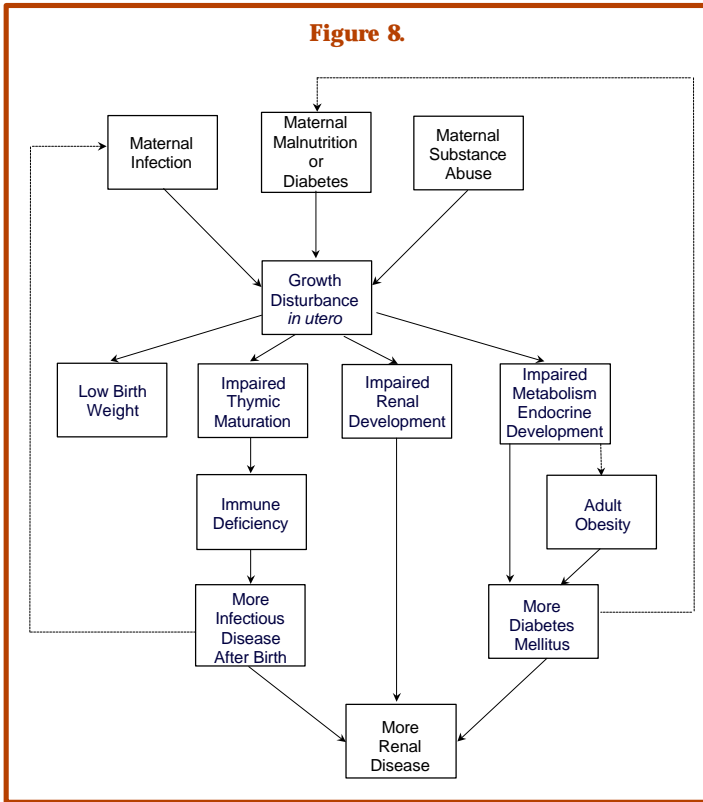 Figure 8.
Maternal
Infection
Maternal
Malnutrition
or
Diabetes
Maternal
Substance
Abuse
Growth
Disturbance
in utero
Low Birth
Weight
Impaired
Thymic
Maturation
Impaired
Renal
Development
Impaired
Metabolism
Endocrine
Development
Immune
Deficiency
Adult
Obesity
More
Infectious
Disease
After Birth
More
Diabetes
Mellitus
More
Renal
Disease